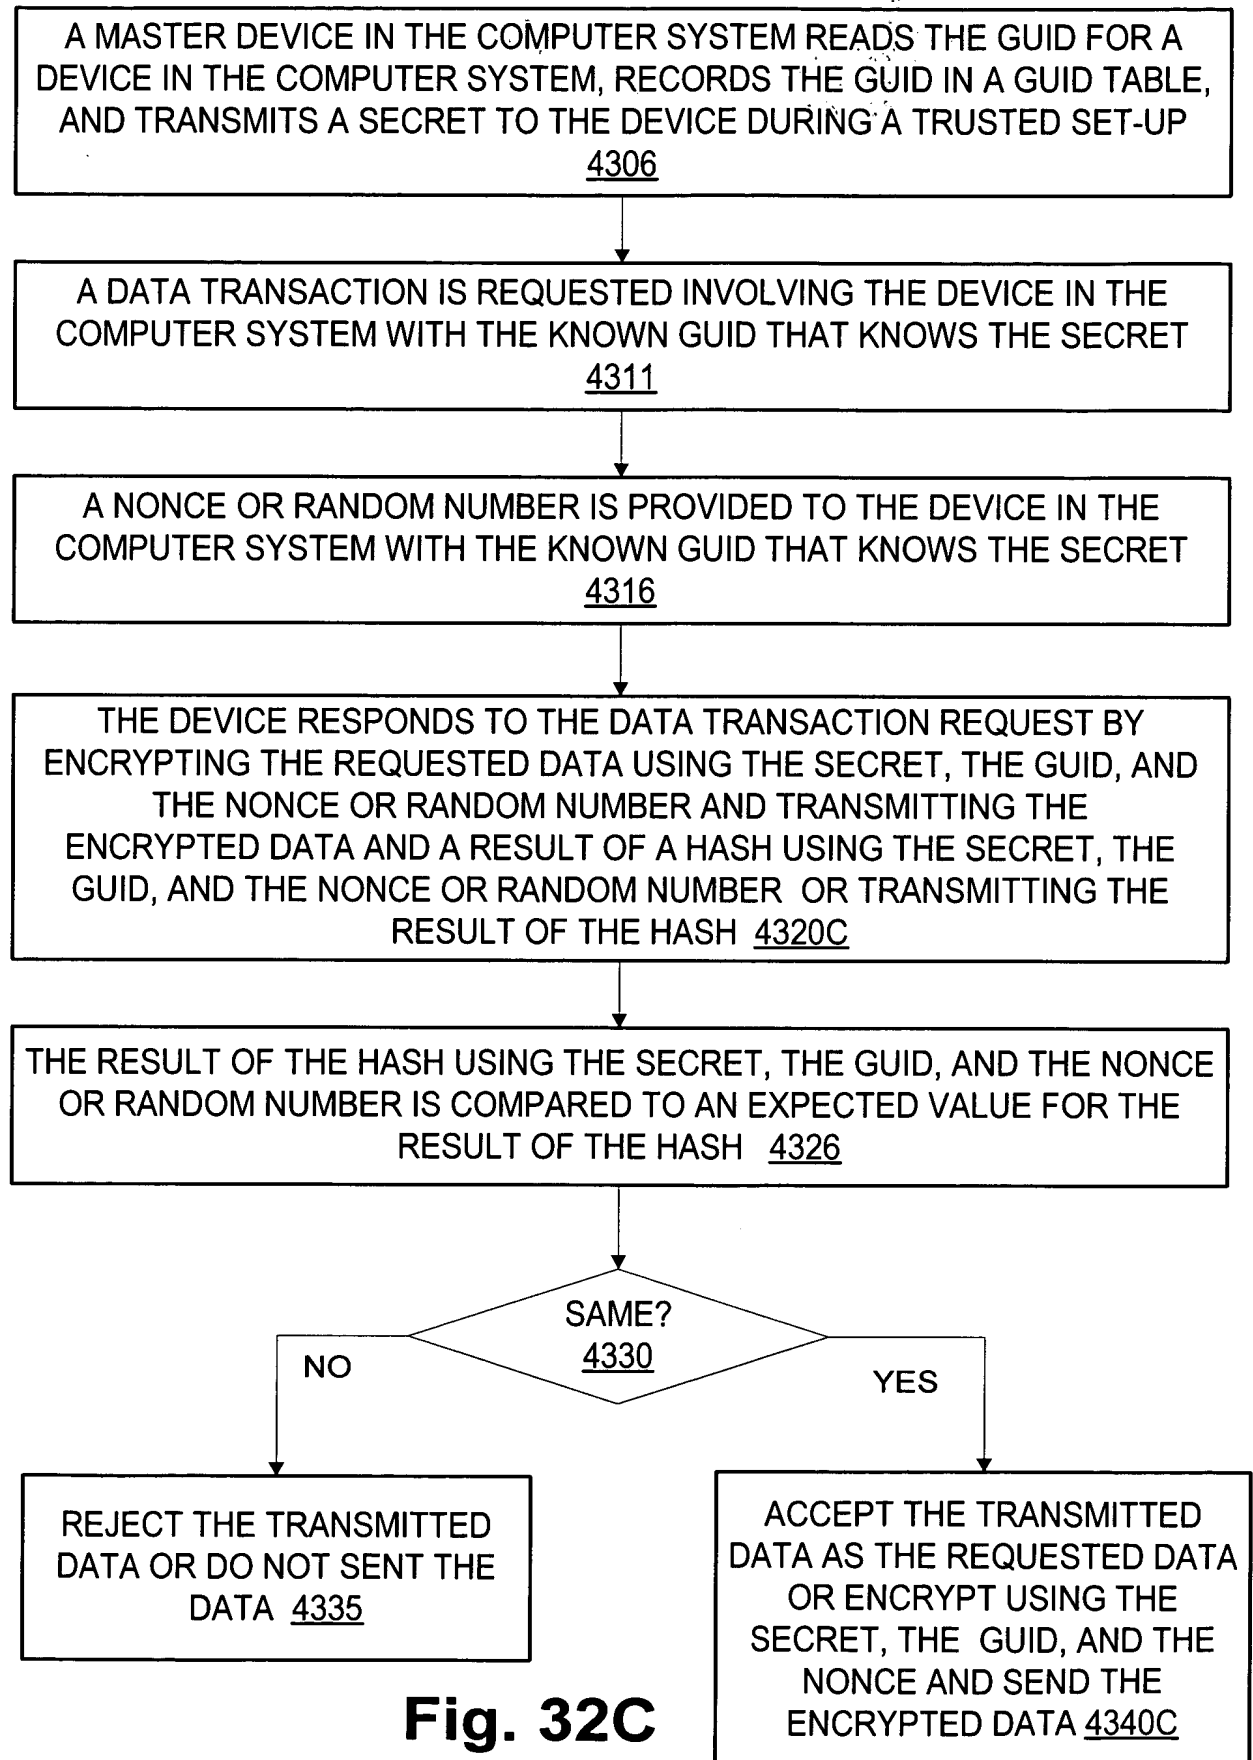 A MASTER DEVICE IN THE COMPUTER SYSTEM READS THE GUID FOR A
DEVICE IN THE COMPUTER SYSTEM, RECORDS THE GUID IN A GUID TABLE,
AND TRANSMITS A SECRET TO THE DEVICE DURING A TRUSTED SET-UP
4306
A DATA TRANSACTION IS REQUESTED INVOLVING THE DEVICE IN THE
COMPUTER SYSTEM WITH THE KNOWN GUID THAT KNOWS THE SECRET
4311
A NONCE OR RANDOM NUMBER IS PROVIDED TO THE DEVICE IN THE
COMPUTER SYSTEM WITH THE KNOWN GUID THAT KNOWS THE SECRET
4316
THE DEVICE RESPONDS TO THE DATA TRANSACTION REQUEST BY
ENCRYPTING THE REQUESTED DATA USING THE SECRET, THE GUID, AND
THE NONCE OR RANDOM NUMBER AND TRANSMITTING THE
ENCRYPTED DATA AND A RESULT OF A HASH USING THE SECRET, THE
GUID, AND THE NONCE OR RANDOM NUMBER OR TRANSMITTING THE
RESULT OF THE HASH 4320C
THE RESULT OF THE HASH USING THE SECRET, THE GUID, AND THE NONCE
OR RANDOM NUMBER IS COMPARED TO AN EXPECTED VALUE FOR THE
RESULT OF THE HASH 4326
SAME?
4330
NO
YES
REJECT THE TRANSMITTED
DATA OR DO NOT SENT THE
DATA 4335
ACCEPT THE TRANSMITTED
DATA AS THE REQUESTED DATA
OR ENCRYPT USING THE
SECRET, THE GUID, AND THE
NONCE AND SEND THE
ENCRYPTED DATA 4340C
Fig. 32C